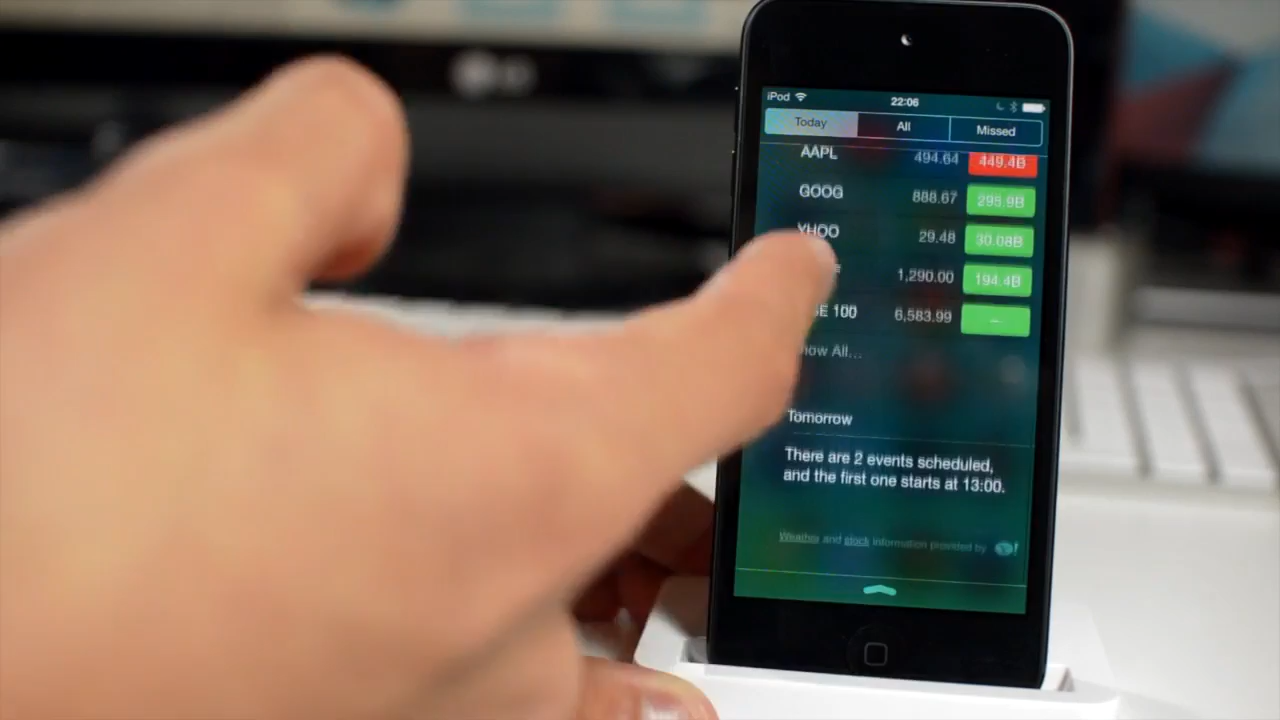 LG
iPod 22:06
Today All Missed
AAPL 494.64 449.4B
GOOG 888.67 295.9B
YHOO 29.48 30.08B
1,290.00 194.4B
100 6,583.99 —
Tomorrow
There are 2 events scheduled,
and the first one starts at 13:00.
Weather and stock information provided by Y!